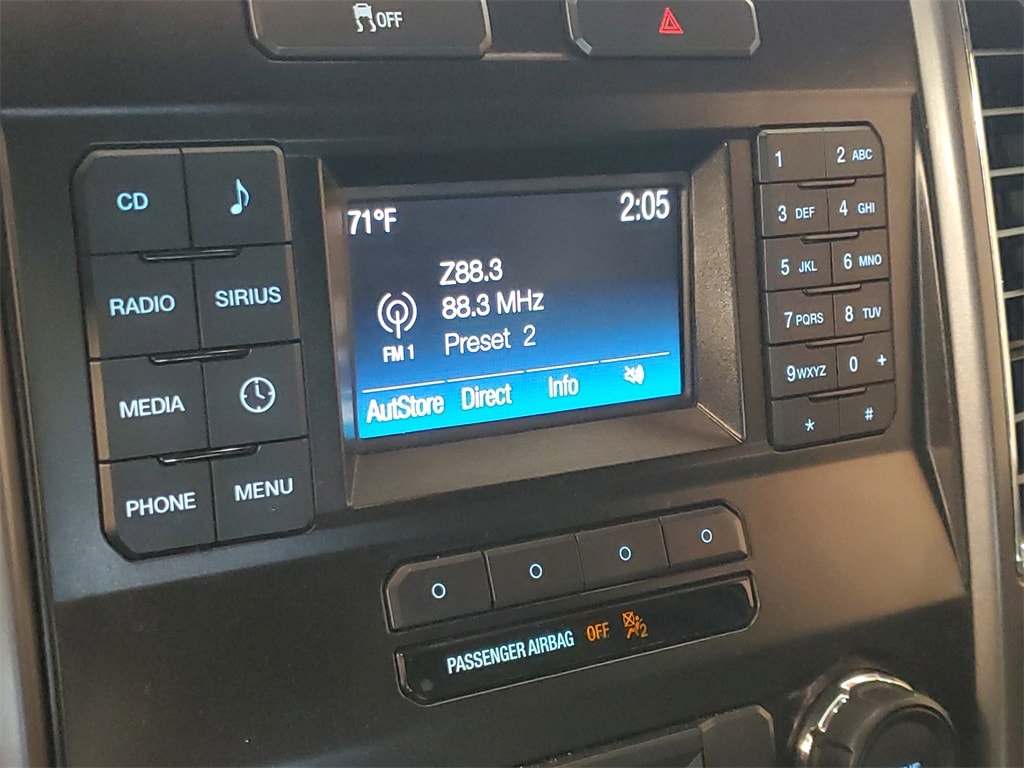 OFF
CD
RADIO SIRIUS
MEDIA
PHONE MENU
71°F 2:05
Z88.3
88.3 MHz
FM 1 Preset 2
AutStore Direct Info
1 2 ABC
3 DEF 4 GHI
5 JKL 6 MNO
7 PQRS 8 TUV
9 WXYZ 0 +
* #
PASSENGER AIRBAG OFF 2